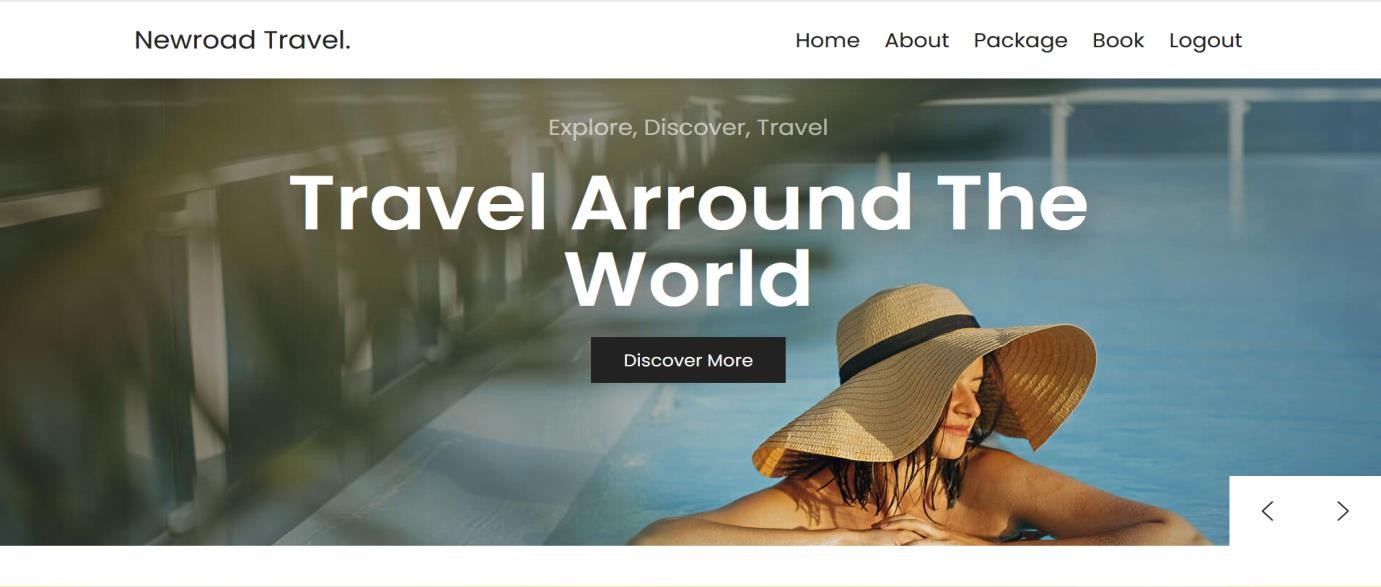 Newroad Travel.
Home About Package Book Logout
Explore, Discover, Travel
Travel Arround The
World
Discover More